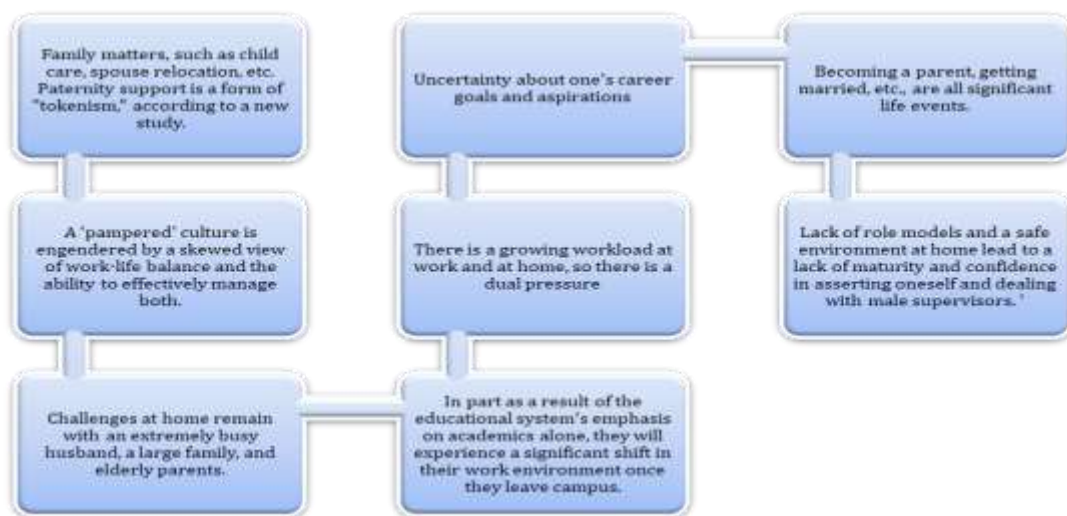 Family matters, such as child
care, spouse relocation, etc.
Paternity support is a form of
"tokenism," according to a new
study.
A 'pampered' culture is
engendered by a skewed view
of work-life balance and the
ability to effectively manage
both.
Challenges at home remain
with an extremely busy
husband, a large family, and
elderly parents.
In part as a result of the
educational system's emphasis
on academics alone, they will
experience a significant shift in
their work environment once
they leave campus.
There is a growing workload at
work and at home, so there is a
dual pressure
Uncertainty about one's career
goals and aspirations
Becoming a parent, getting
married, etc., are all significant
life events.
Lack of role models and a safe
environment at home lead to a
lack of maturity and confidence
in asserting oneself and dealing
with male supervisors. '